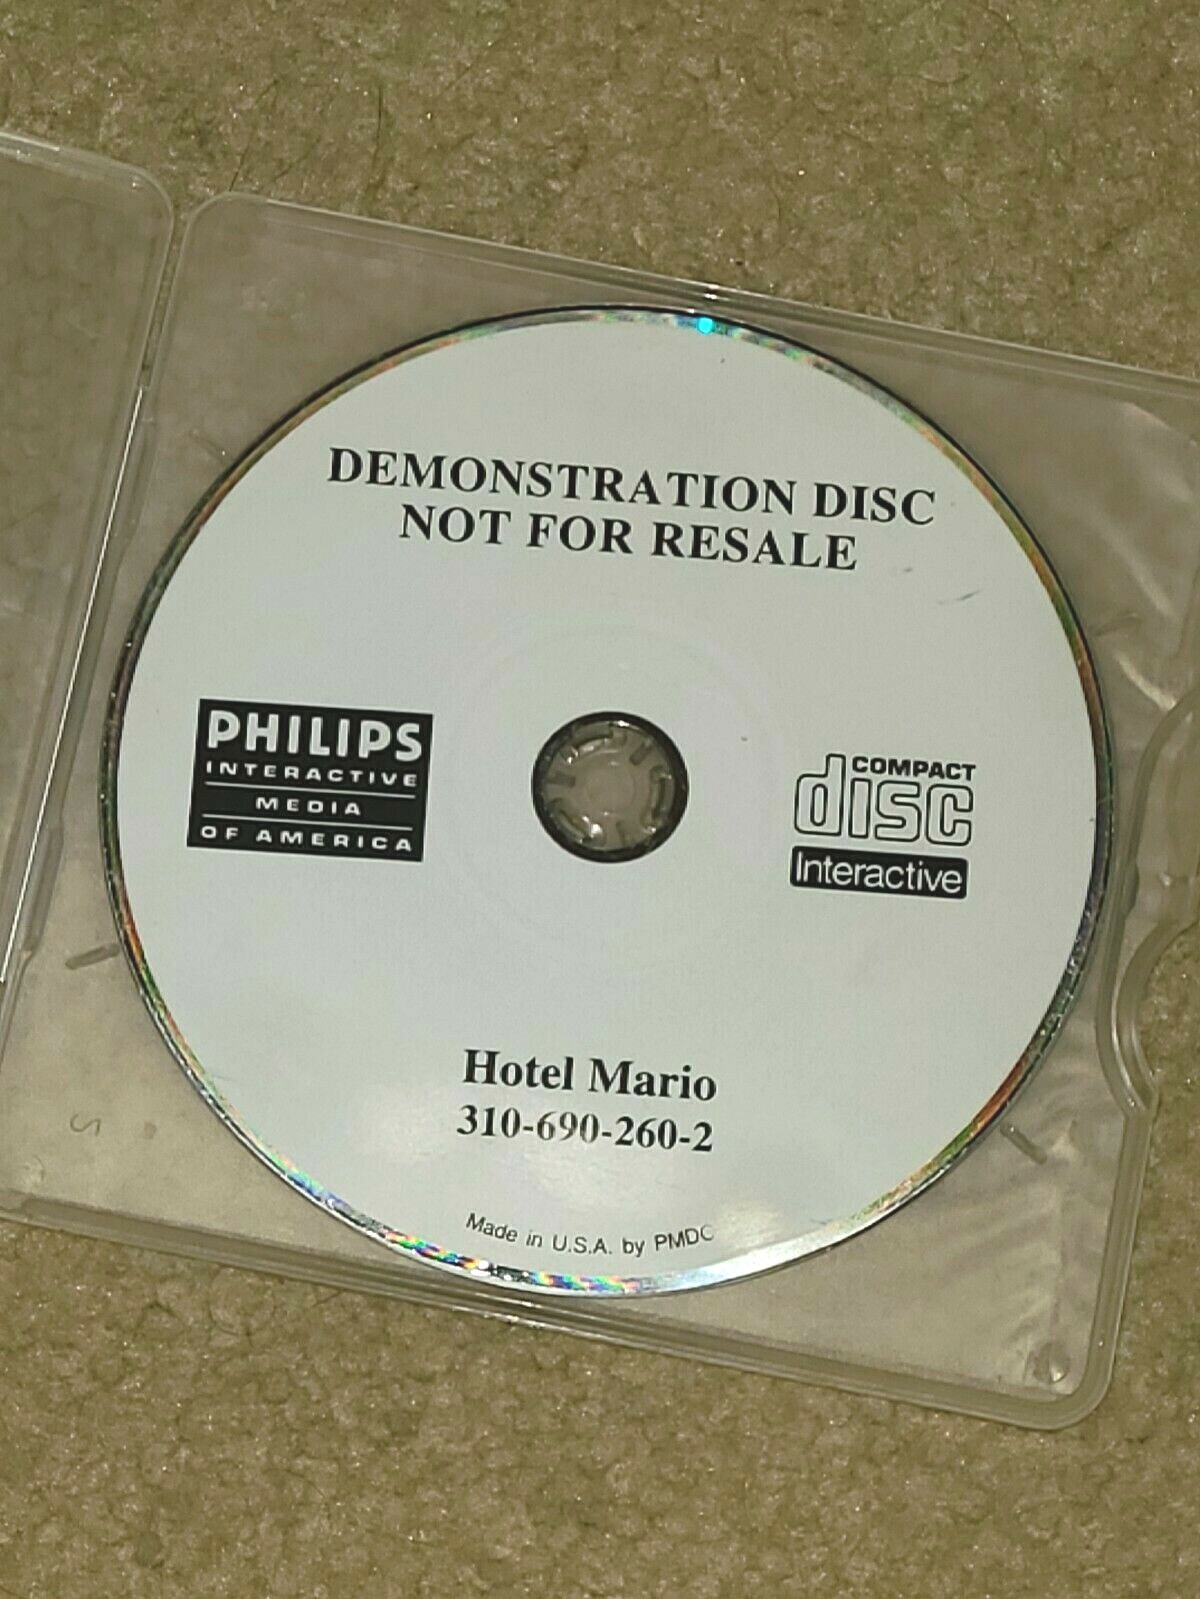 DEMONSTRATION DISC
NOT FOR RESALE
PHILIPS
INTERACTIVE
MEDIA
OF AMERICA
COMPACT
disc
Interactive
Hotel Mario
310-690-260-2
Made in U.S.A. by PMDC